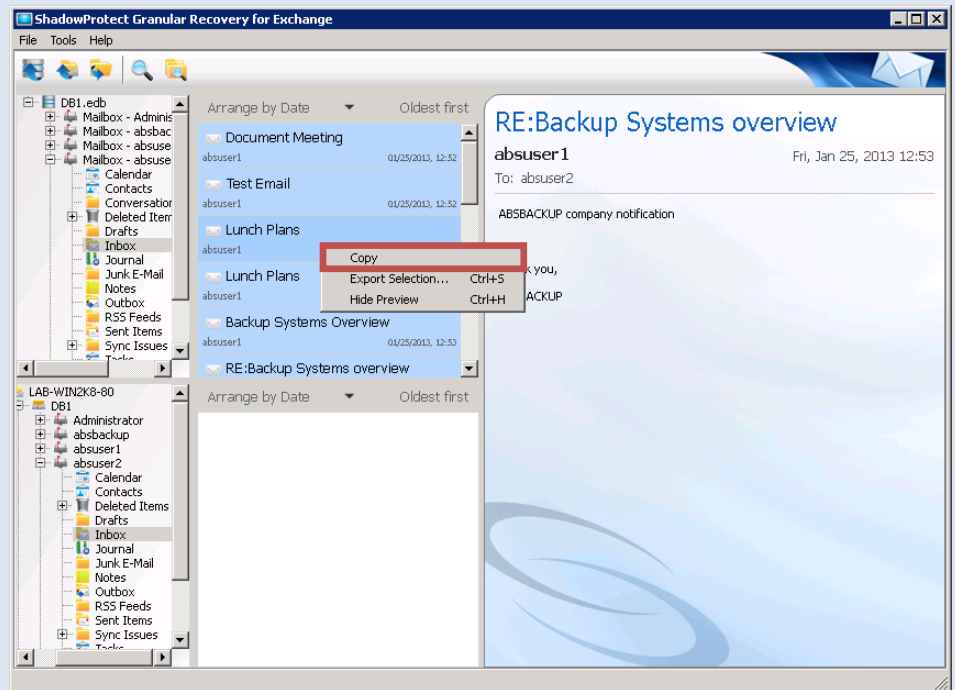 ShadowProtect Granular Recovery for Exchange
File Tools Help
DB1.edb
Mailbox - Adminis
Mailbox - absbac
Mailbox - absuse
Mailbox - absuse
Calendar
Contacts
Conversation
Deleted Item
Drafts
Inbox
Journal
Junk E-Mail
Notes
Outbox
RSS Feeds
Sent Items
Sync Issues
Tasks
Arrange by Date Oldest first
Document Meeting
absuser1 01/25/2013, 12:52
Test Email
absuser1 01/25/2013, 12:52
Lunch Plans
absuser1
Lunch Plans
absuser1
Backup Systems Overview
absuser1 01/25/2013, 12:53
RE:Backup Systems overview
Copy
Export Selection... Ctrl+S
Hide Preview Ctrl+H
RE:Backup Systems overview
absuser1 Fri, Jan 25, 2013 12:53
To: absuser2
ABSBACKUP company notification
k you,
ACKUP
LAB-WIN2K8-80
DB1
Administrator
absbackup
absuser1
absuser2
Calendar
Contacts
Deleted Items
Drafts
Inbox
Journal
Junk E-Mail
Notes
Outbox
RSS Feeds
Sent Items
Sync Issues
Tasks
Arrange by Date Oldest first